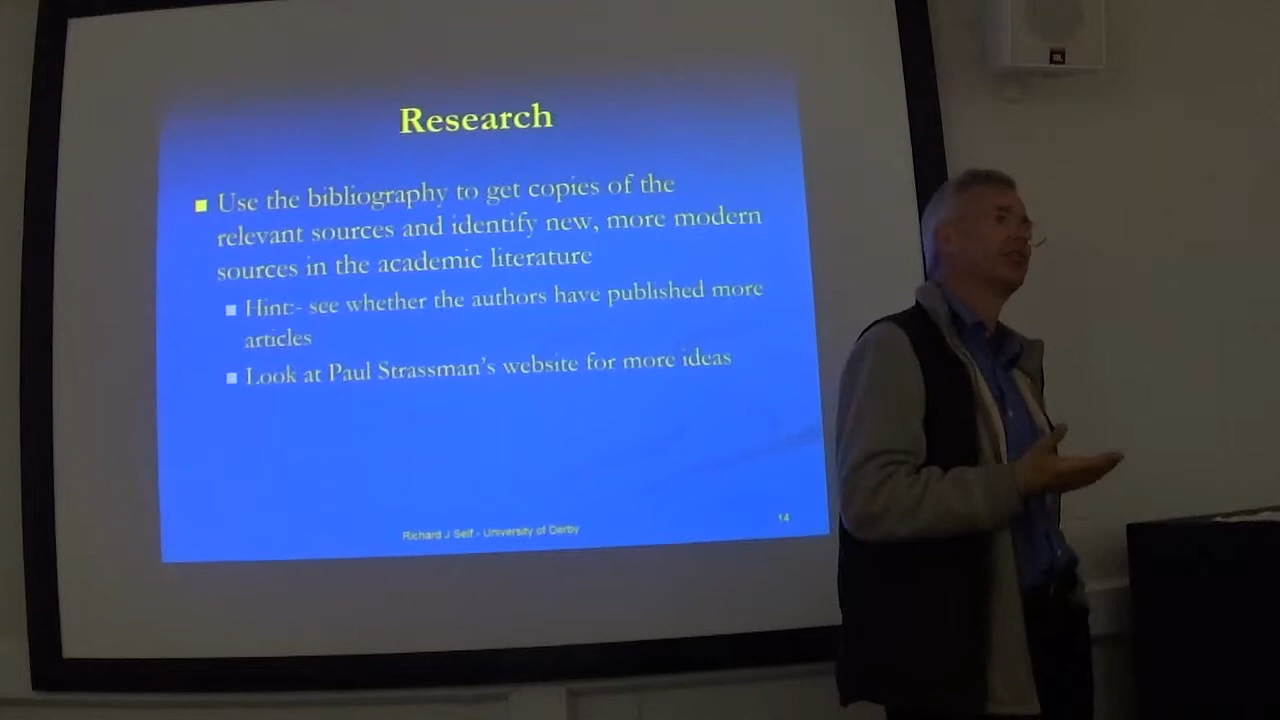 Research
Use the bibliography to get copies of the
relevant sources and identify new, more modern
sources in the academic literature
Hint:- see whether the authors have published more
articles
Look at Paul Strassman's website for more ideas
Richard J Self - University of Derby
14
JBL